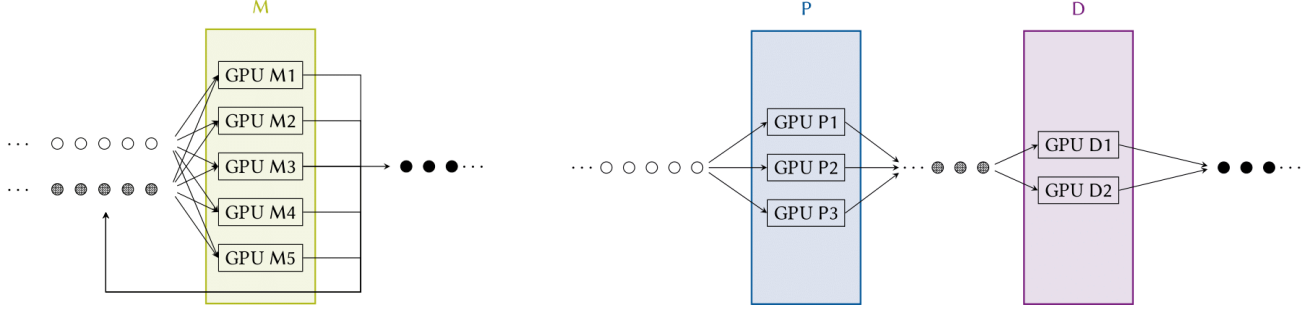 M
GPU M1
GPU M2
GPU M3
GPU M4
GPU M5
P
GPU P1
GPU P2
GPU P3
D
GPU D1
GPU D2